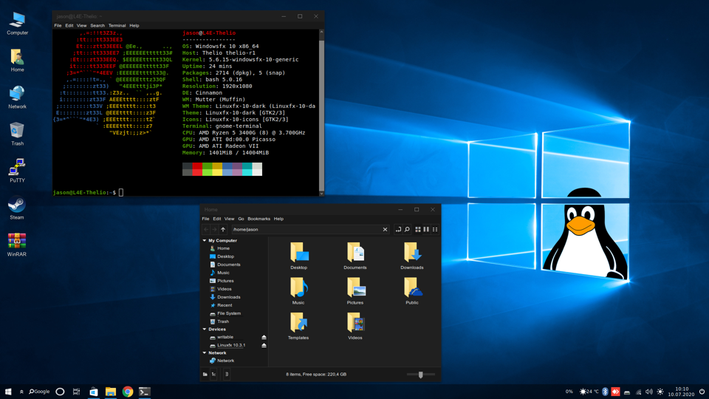 Computer
Home
Network
Trash
PUTTY
Steam
WinRAR
jason@L4E-Thelio: ~
File Edit View Search Terminal Help
jason@L4E-Thelio
----------------
OS: Windowsfx 10 x86_64
Host: Thelio thelio-r1
Kernel: 5.6.15-windowsfx-10-generic
Uptime: 24 mins
Packages: 2714 (dpkg), 5 (snap)
Shell: bash 5.0.16
Resolution: 1920x1080
DE: Cinnamon
WM: Mutter (Muffin)
WM Theme: Linuxfx-10-dark (Linuxfx-10-da
Theme: Linuxfx-10-dark [GTK2/3]
Icons: Linuxfx-10-dark [GTK2/3]
Terminal: gnome-terminal
CPU: AMD Ryzen 5 3400G (8) @ 3.700GHz
GPU: AMD ATI 0d:00.0 Picasso
GPU: AMD ATI Radeon VII
Memory: 1401MiB / 14004MiB
jason@L4E-Thelio:~$
Home
File Edit View Go Bookmarks Help
/home/jason
My Computer
Home
Desktop
Documents
Music
Pictures
Videos
Downloads
Recent
File System
Trash
Devices
writable
Linuxfx 10.3.1
Network
Network
Desktop
Documents
Downloads
Music
Pictures
Public
Templates
Videos
8 items, Free space: 220.4 GB
Google
0%
24 °C
10:10
10.07.2020